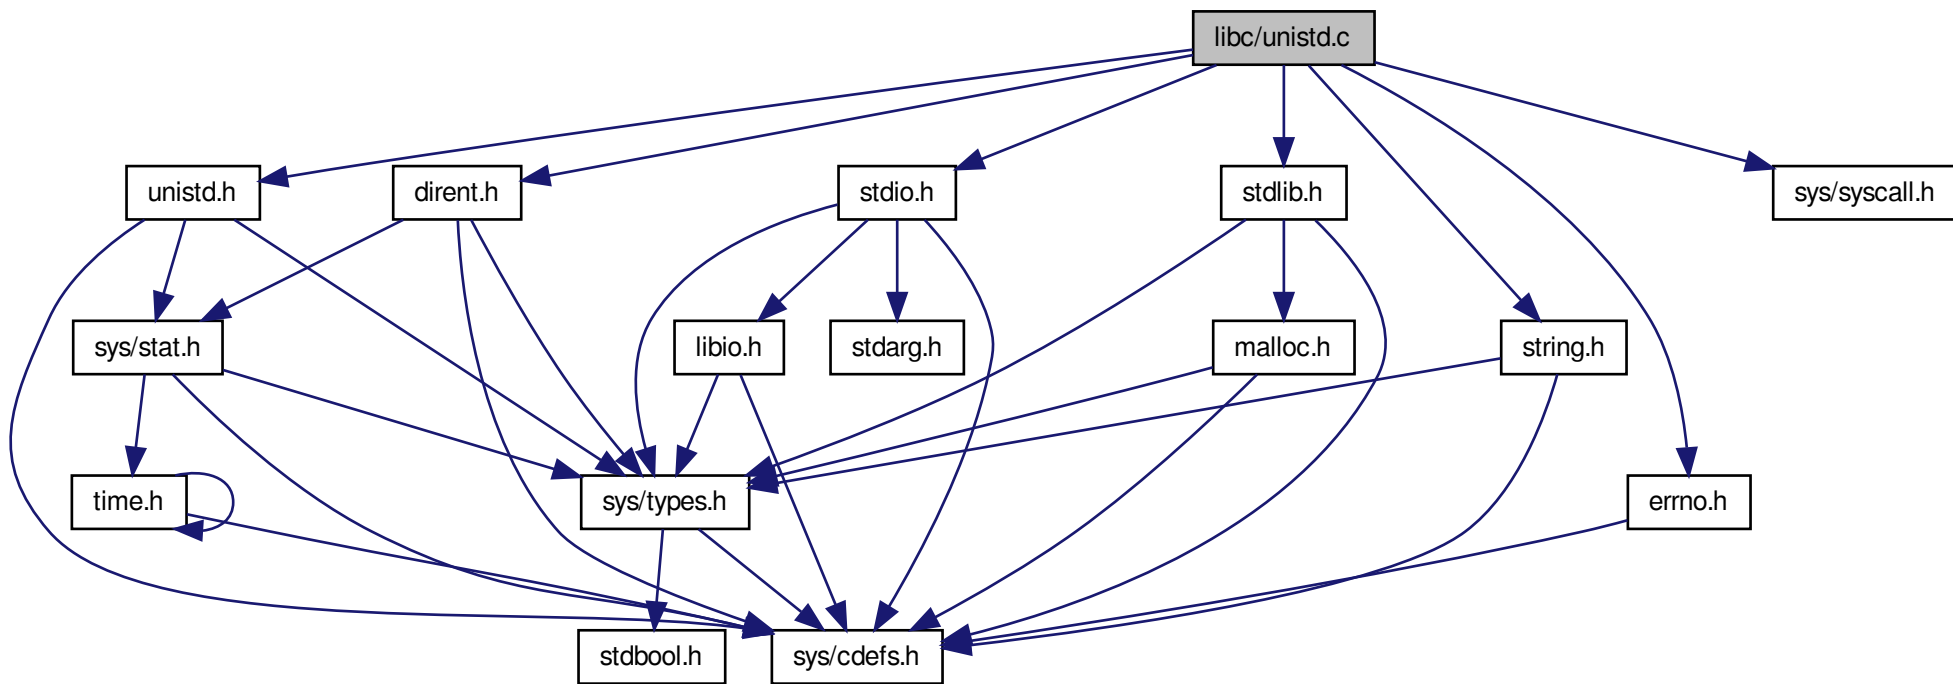 libc/unistd.c
unistd.h
dirent.h
stdio.h
stdlib.h
sys/syscall.h
sys/stat.h
libio.h
stdarg.h
malloc.h
string.h
time.h
sys/types.h
errno.h
stdbool.h
sys/cdefs.h